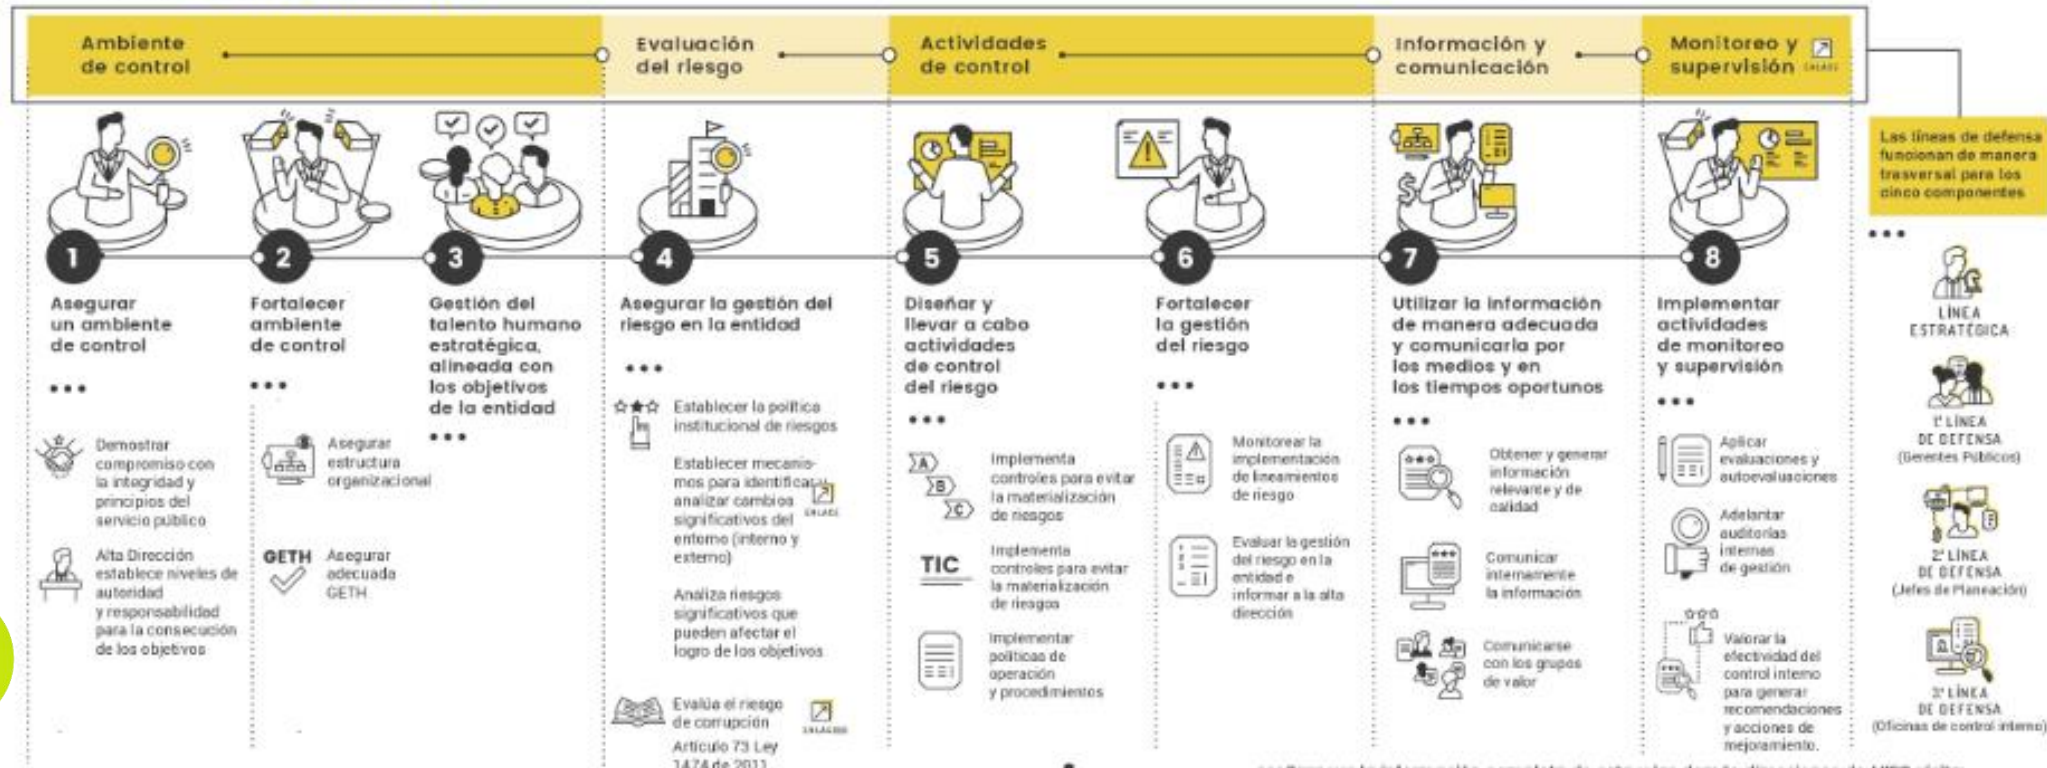 Ambiente
de control
Evaluación
del riesgo
Actividades
de control
Información y
comunicación
Monitoreo y
supervisión
ENLACE
Las líneas de defensa
funcionan de manera
trasversal para los
cinco componentes
1
Asegurar
un ambiente
de control
Demostrar
compromiso con
la integridad y
principios del
servicio público
Alta Dirección
establece niveles de
autoridad
y responsabilidad
para la consecución
de los objetivos
2
Fortalecer
ambiente
de control
Asegurar
estructura
organizacional
GETH
Asegurar
adecuada
GETH
3
Gestión del
talento humano
estratégica,
alineada con
los objetivos
de la entidad
4
Asegurar la gestión del
riesgo en la entidad
Establecer la política
institucional de riesgos
Establecer mecanis-
mos para identificar y
analizar cambios
significativos del
entorno (interno y
externo)
ENLACE
Analiza riesgos
significativos que
pueden afectar el
logro de los objetivos
Evalúa el riesgo
de corrupción
Artículo 73 Ley
1474 de 2011
5
Diseñar y
llevar a cabo
actividades
de control
del riesgo
A
B
C
Implementa
controles para evitar
la materialización
de riesgos
TIC
Implementa
controles para evitar
la materialización
de riesgos
Implementar
políticas de
operación
y procedimientos
6
Fortalecer
la gestión
del riesgo
Monitorear la
implementación
de lineamientos
de riesgo
Evaluar la gestión
del riesgo en la
entidad e
informar a la alta
dirección
7
Utilizar la información
de manera adecuada
y comunicarla por
los medios y en
los tiempos oportunos
Obtener y generar
información
relevante y de
calidad
Comunicar
internamente
la información
Comunicarse
con los grupos
de valor
8
Implementar
actividades
de monitoreo
y supervisión
Aplicar
evaluaciones y
autoevaluaciones
Adelantar
auditorías
internas
de gestión
Valorar la
efectividad del
control interno
para generar
recomendaciones
y acciones de
mejoramiento.
LÍNEA
ESTRATÉGICA
1ª LÍNEA
DE DEFENSA
(Gerentes Públicos)
2ª LÍNEA
DE DEFENSA
(Jefes de Planeación)
3ª LÍNEA
DE DEFENSA
(Oficinas de control interno)